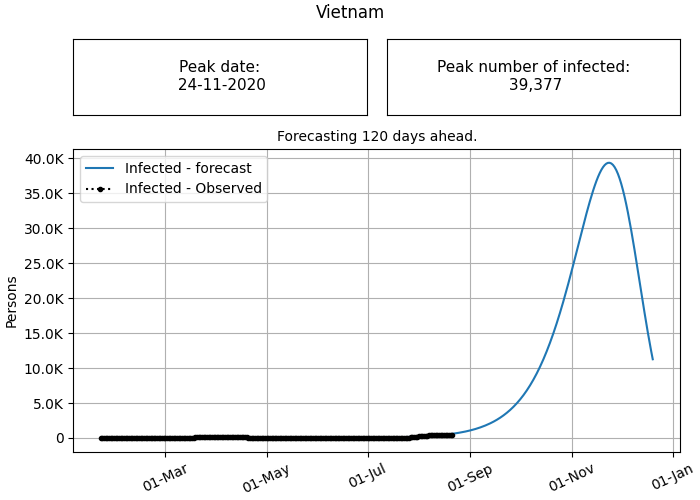 Vietnam
Peak date:
24-11-2020
Peak number of infected:
39,377
Forecasting 120 days ahead.
Infected - forecast
Infected - Observed
40.0K
35.0K
30.0K
25.0K
20.0K
15.0K
10.0K
5.0K
0
Persons
01-Mar
01-May
01-Jul
01-Sep
01-Nov
01-Jan